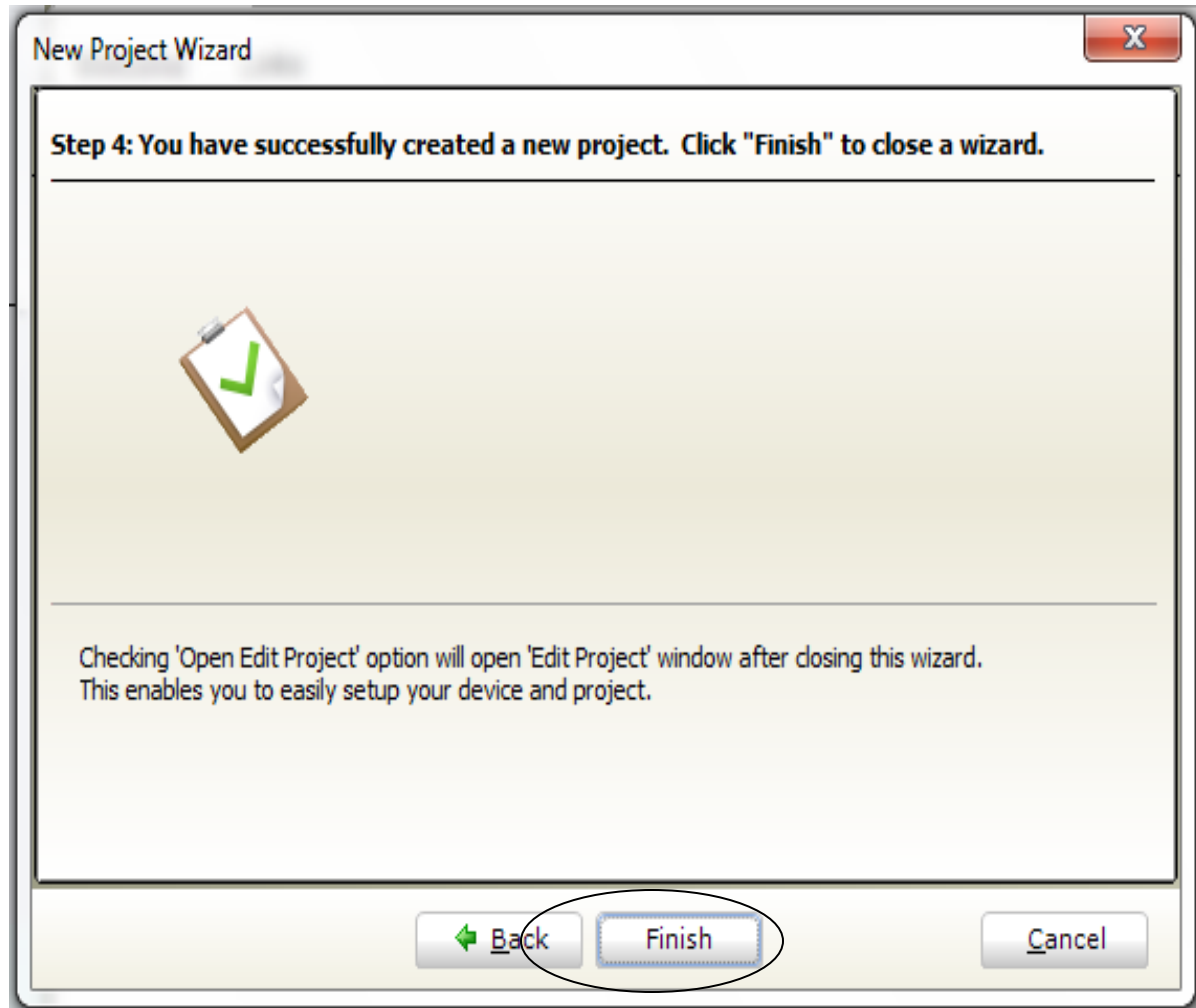 New Project Wizard
X
Step 4: You have successfully created a new project. Click "Finish" to close a wizard.
Checking 'Open Edit Project' option will open 'Edit Project' window after closing this wizard.
This enables you to easily setup your device and project.
Back Finish Cancel